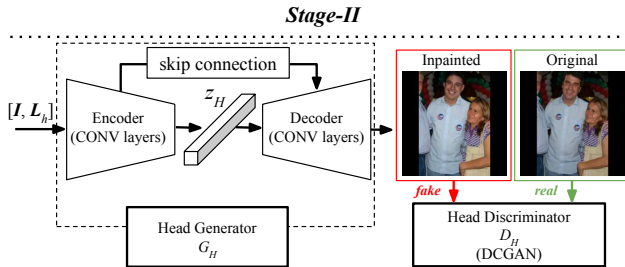 Stage-II
skip connection
[I, L_h]
Encoder
(CONV layers)
z_H
Decoder
(CONV layers)
Inpainted
Original
fake
real
Head Generator
G_H
Head Discriminator
D_H
(DCGAN)